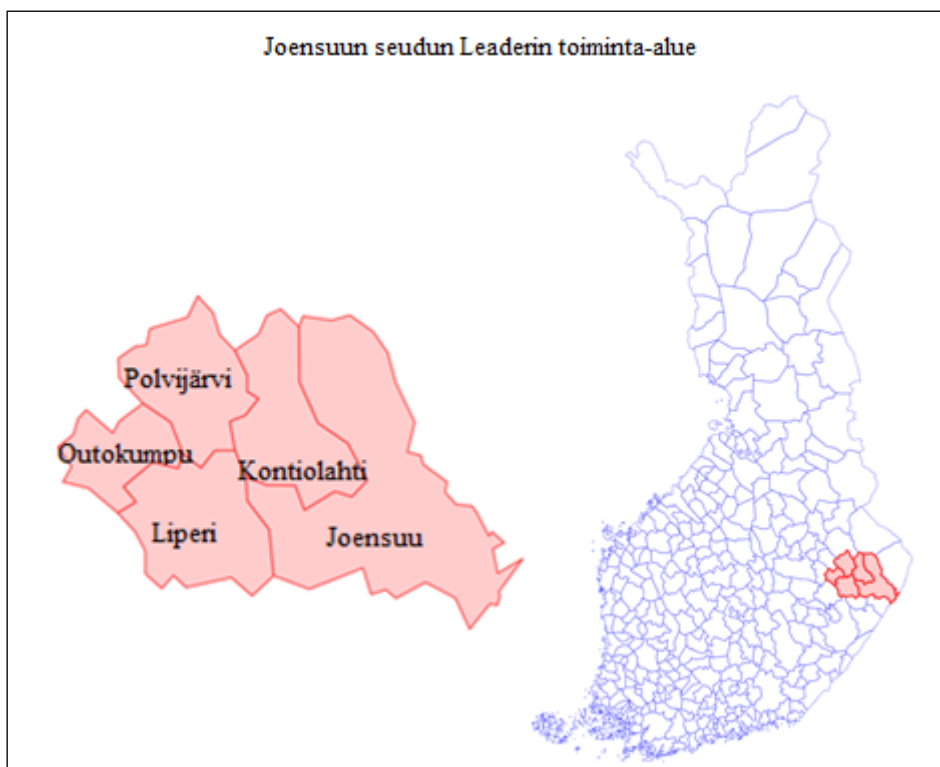 Joensuun seudun Leaderin toiminta-alue
Polvijärvi
Outokumpu
Kontiolahti
Liperi
Joensuu